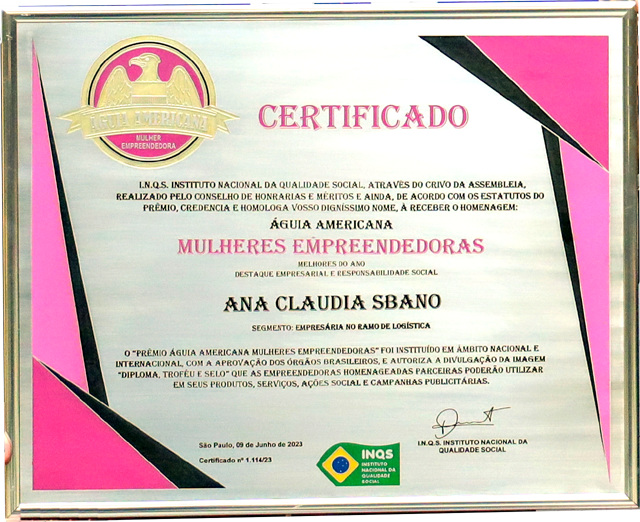 ÁGUIA AMERICANA
MULHER
EMPREENDEDORA
CERTIFICADO
I.N.Q.S. INSTITUTO NACIONAL DA QUALIDADE SOCIAL, ATRAVÉS DO CRIVO DA ASSEMBLEIA,
REALIZADO PELO CONSELHO DE HONRARIAS E MÉRITOS E AINDA, DE ACORDO COM OS ESTATUTOS DO
PRÊMIO, CREDENCIA E HOMOLOGA VOSSO DIGNÍSSIMO NOME, À RECEBER O HOMENAGEM:
ÁGUIA AMERICANA
MULHERES EMPREENDEDORAS
MELHORES DO ANO
DESTAQUE EMPRESARIAL E RESPONSABILIDADE SOCIAL
ANA CLAUDIA SBANO
SEGMENTO: EMPRESÁRIA NO RAMO DE LOGÍSTICA
O "PRÊMIO ÁGUIA AMERICANA MULHERES EMPREENDEDORAS" FOI INSTITUÍDO EM ÂMBITO NACIONAL E
INTERNACIONAL, COM A APROVAÇÃO DOS ÓRGÃOS BRASILEIROS, E AUTORIZA A DIVULGAÇÃO DA IMAGEM
"DIPLOMA, TROFÉU E SELO" QUE AS EMPREENDEDORAS HOMENAGEADAS PARCEIRAS PODERÃO UTILIZAR
EM SEUS PRODUTOS, SERVIÇOS, AÇÕES SOCIAL E CAMPANHAS PUBLICITÁRIAS.
São Paulo, 09 de Junho de 2023
Certificado nº 1.114/23
INQS
INSTITUTO
NACIONAL DA
QUALIDADE
SOCIAL
I.N.Q.S. INSTITUTO NACIONAL DA
QUALIDADE SOCIAL